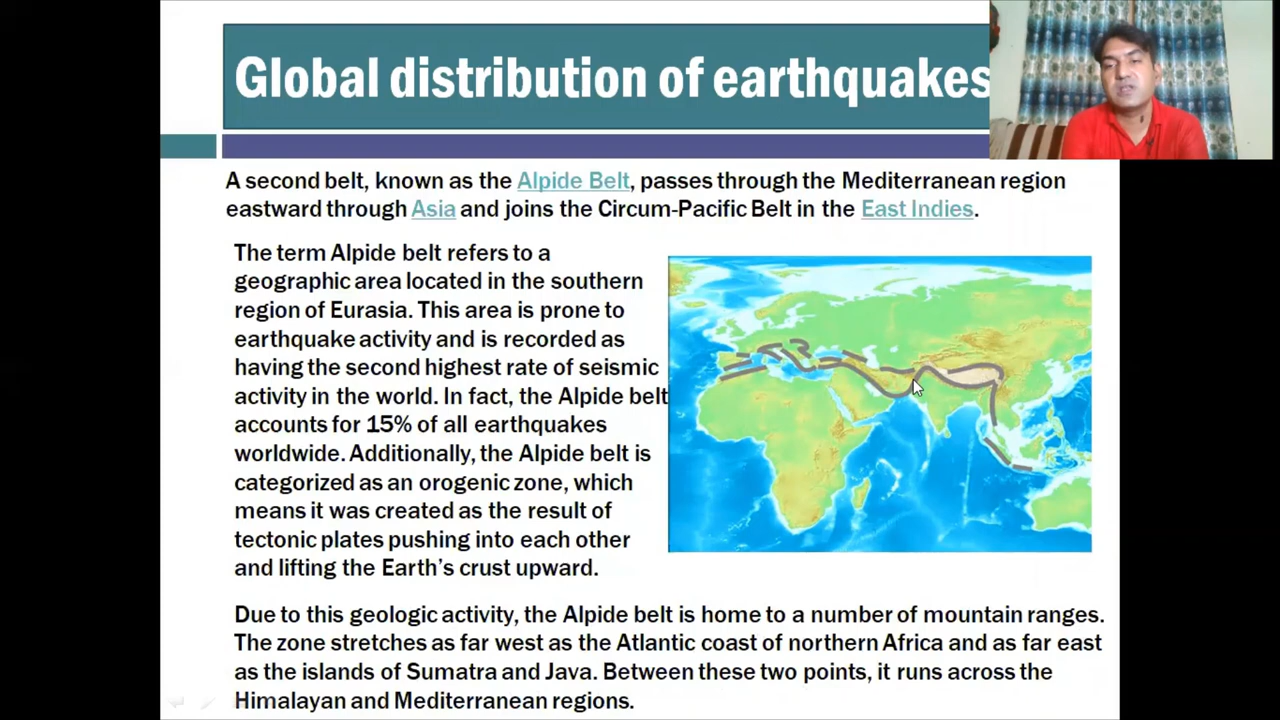 Global distribution of earthquakes
A second belt, known as the Alpide Belt, passes through the Mediterranean region
eastward through Asia and joins the Circum-Pacific Belt in the East Indies.
The term Alpide belt refers to a
geographic area located in the southern
region of Eurasia. This area is prone to
earthquake activity and is recorded as
having the second highest rate of seismic
activity in the world. In fact, the Alpide belt
accounts for 15% of all earthquakes
worldwide. Additionally, the Alpide belt is
categorized as an orogenic zone, which
means it was created as the result of
tectonic plates pushing into each other
and lifting the Earth's crust upward.
Due to this geologic activity, the Alpide belt is home to a number of mountain ranges.
The zone stretches as far west as the Atlantic coast of northern Africa and as far east
as the islands of Sumatra and Java. Between these two points, it runs across the
Himalayan and Mediterranean regions.